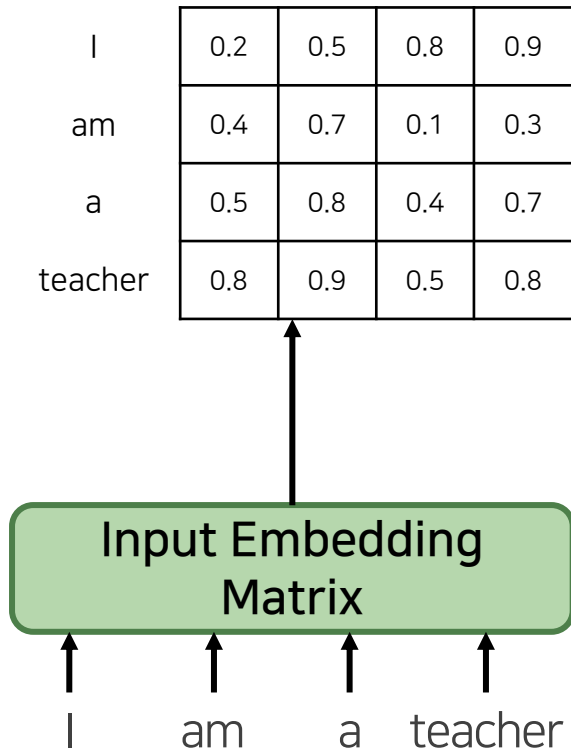 I 0.2 0.5 0.8 0.9
am 0.4 0.7 0.1 0.3
a 0.5 0.8 0.4 0.7
teacher 0.8 0.9 0.5 0.8
Input Embedding
Matrix
I am a teacher